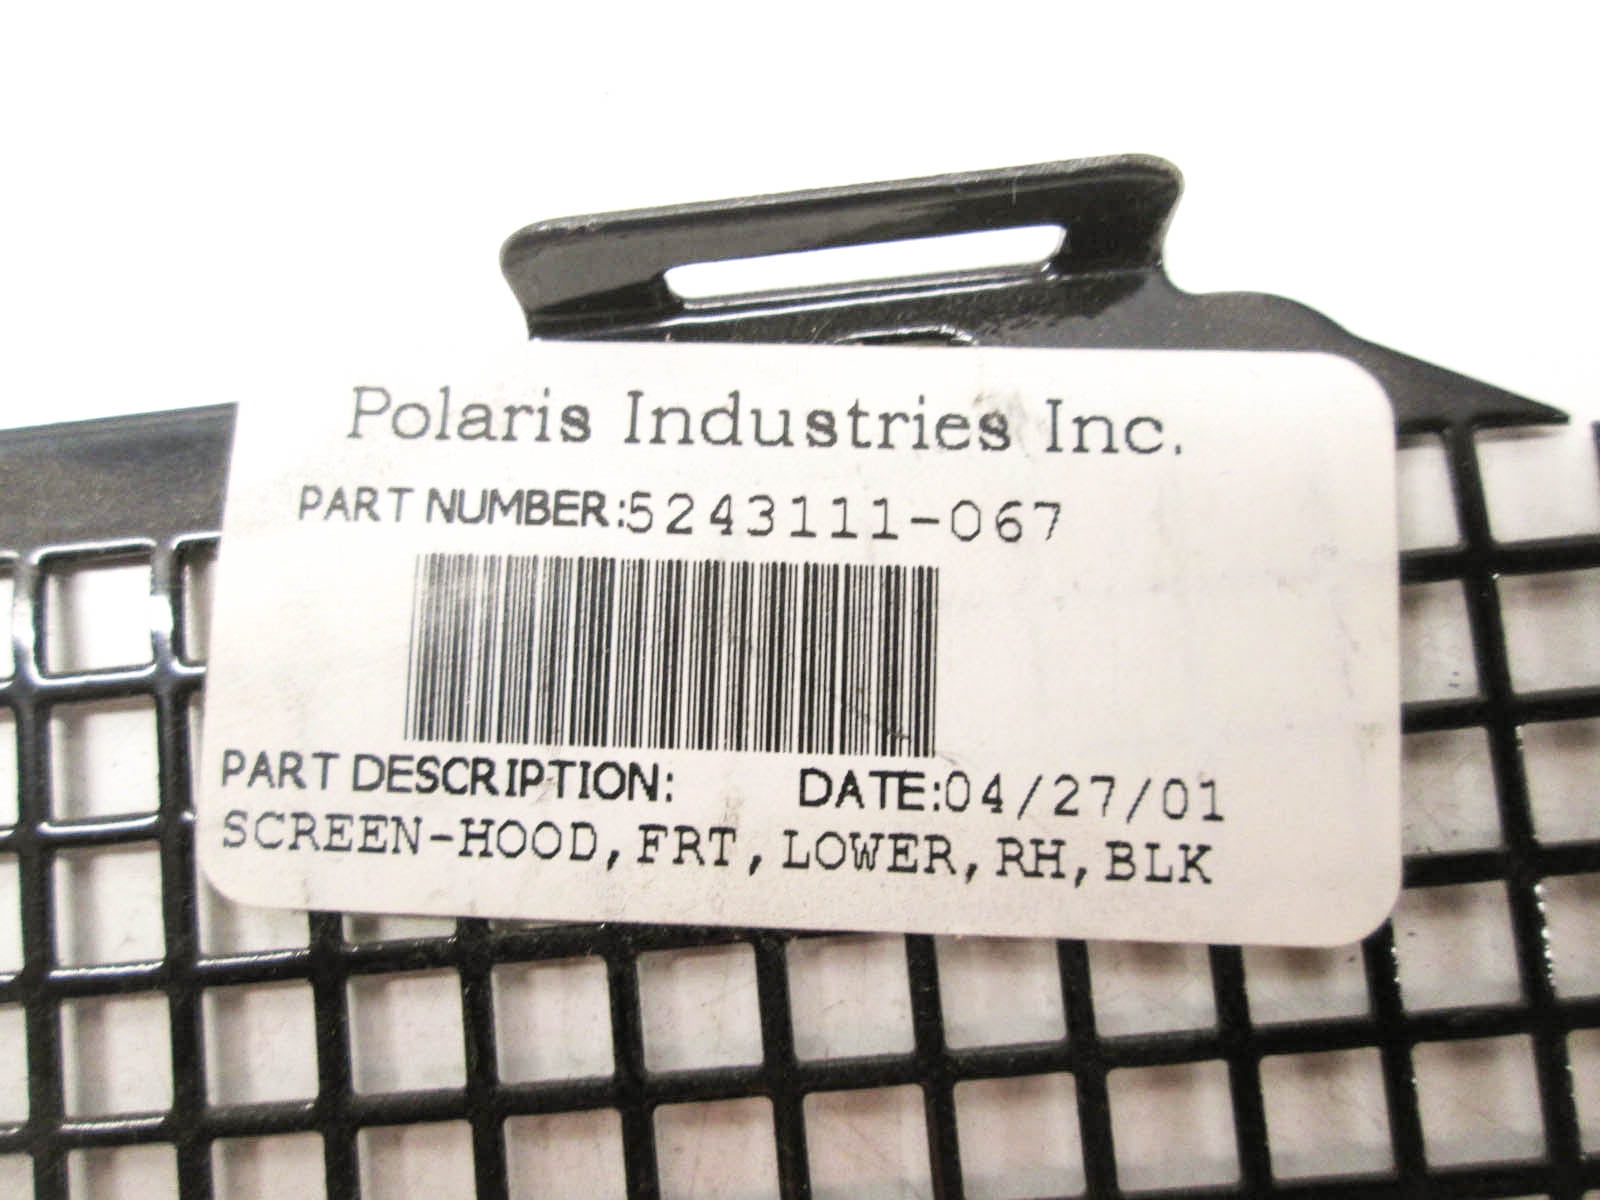 Polaris Industries Inc.
PART NUMBER:5243111-067
PART DESCRIPTION: DATE:04/27/01
SCREEN-HOOD,FRT,LOWER,RH,BLK